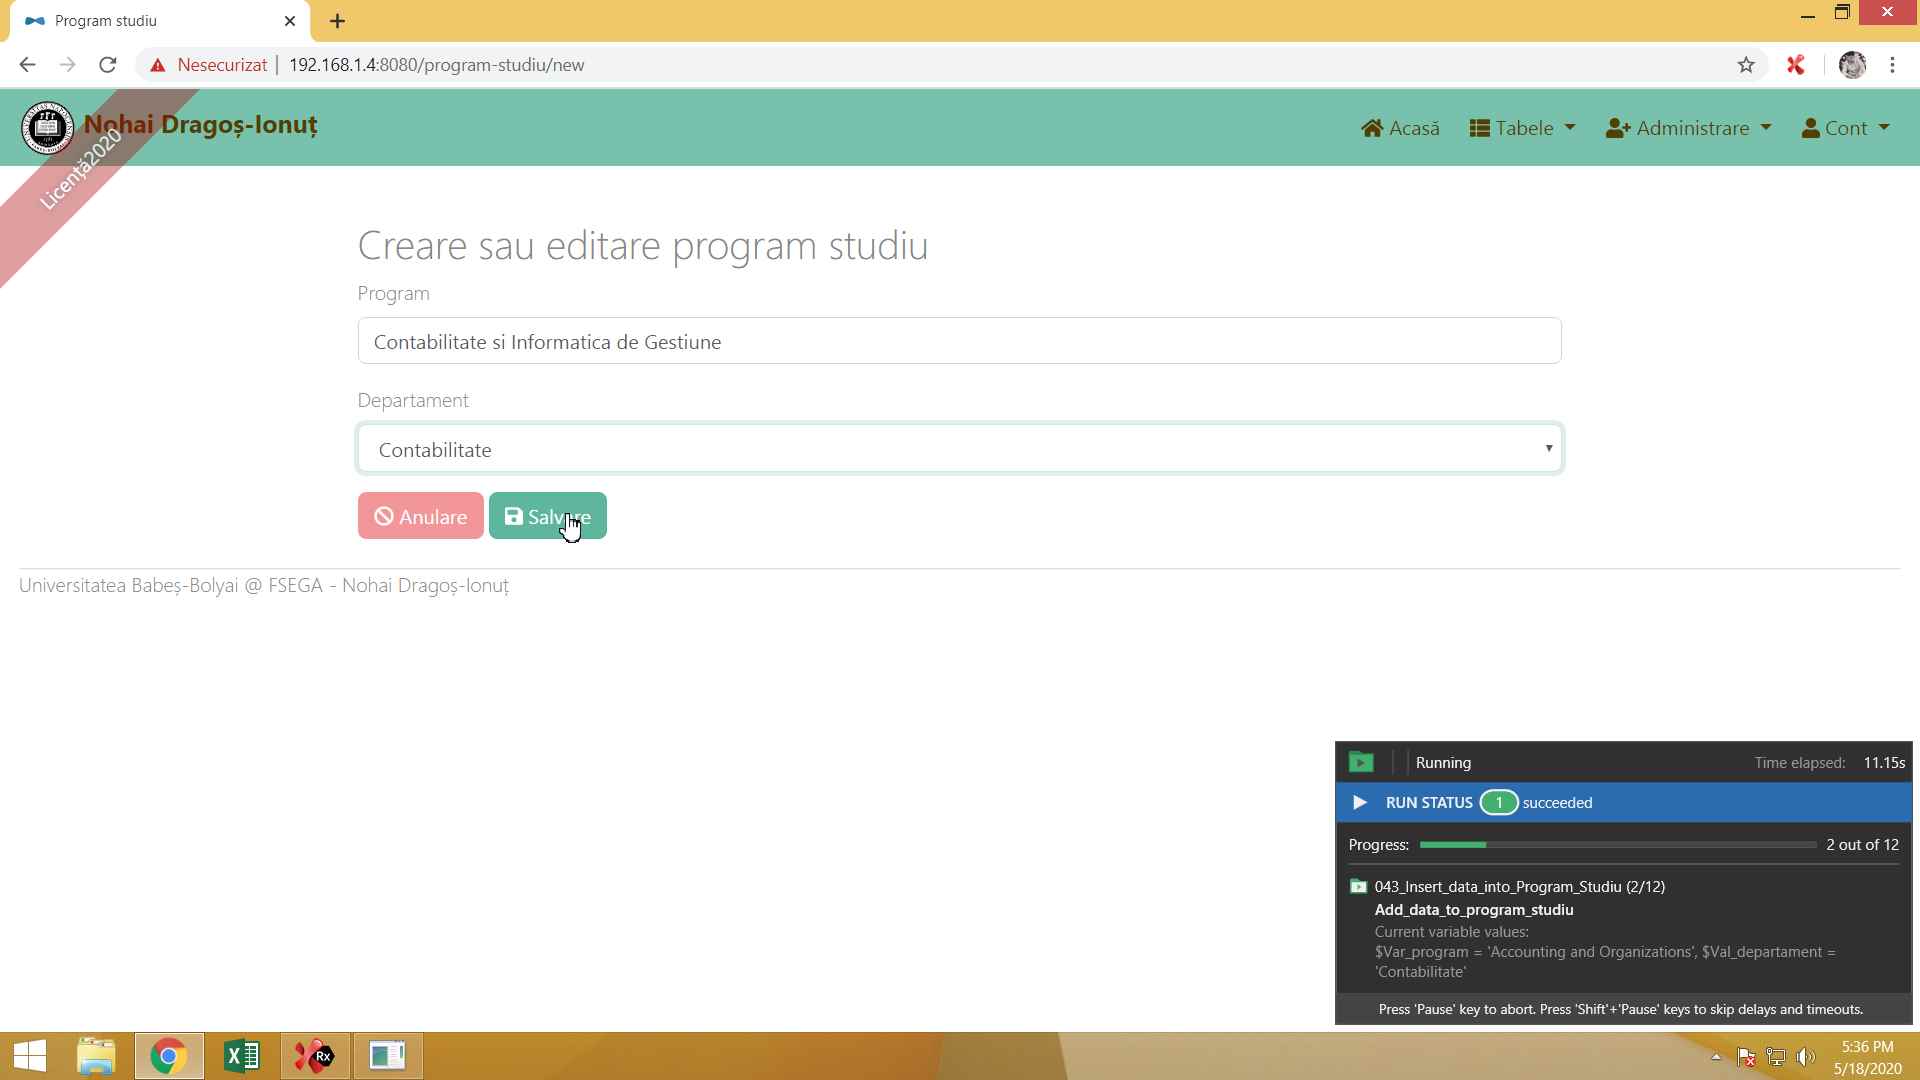 Program studiu
Nesecurizat
192.168.1.4:8080/program-studiu/new
Nohai Dragoș-Ionuț
Licență2020
Acasă
Tabele
Administrare
Cont
Creare sau editare program studiu
Program
Contabilitate si Informatica de Gestiune
Departament
Contabilitate
Anulare
Salvare
Universitatea Babeș-Bolyai @ FSEGA - Nohai Dragoș-Ionuț
Running
Time elapsed: 11.15s
RUN STATUS 1 succeeded
Progress: 2 out of 12
043_Insert_data_into_Program_Studiu (2/12)
Add_data_to_program_studiu
Current variable values:
$Var_program = 'Accounting and Organizations', $Val_departament =
'Contabilitate'
Press 'Pause' key to abort. Press 'Shift'+'Pause' keys to skip delays and timeouts.
Rx
5:36 PM
5/18/2020